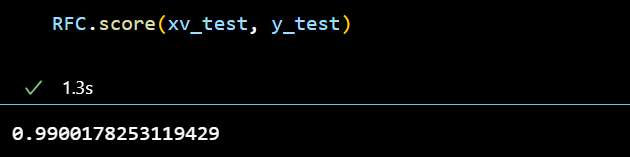 RFC.score(xv_test, y_test)
1.3s
0.9900178253119429